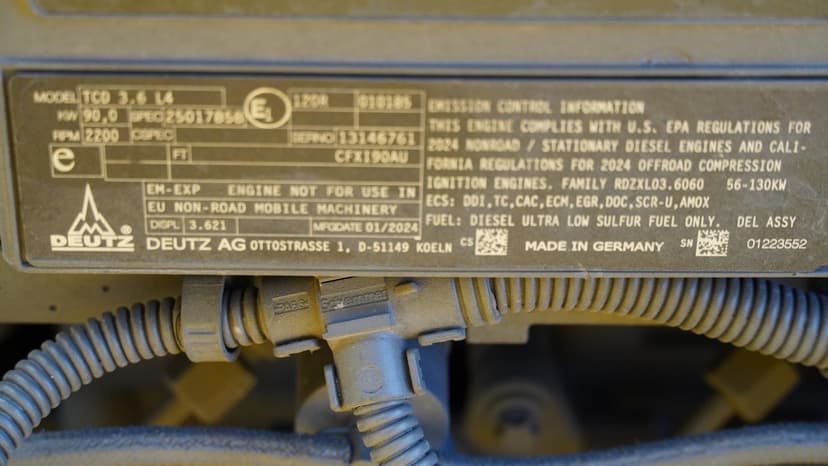 MODEL TCD 3.6 L4
KW 90,0 SPEC 25017856 E1 12DR 010185
RPM 2200 CSPEC SERNO 13146761
e FT CFX190AU
EM-EXP ENGINE NOT FOR USE IN
EU NON-ROAD MOBILE MACHINERY
DISPL 3.621 MFGDATE 01/2024
DEUTZ
DEUTZ AG OTTOSTRASSE 1, D-51149 KOELN
EMISSION CONTROL INFORMATION
THIS ENGINE COMPLIES WITH U.S. EPA REGULATIONS FOR
2024 NONROAD / STATIONARY DIESEL ENGINES AND CALI-
FORNIA REGULATIONS FOR 2024 OFFROAD COMPRESSION
IGNITION ENGINES. FAMILY RDZXL03.6060 56-130KW
ECS: DDI,TC,CAC,ECM,EGR,DOC,SCR-U,AMOX
FUEL: DIESEL ULTRA LOW SULFUR FUEL ONLY. DEL ASSY
CS MADE IN GERMANY SN 01223552